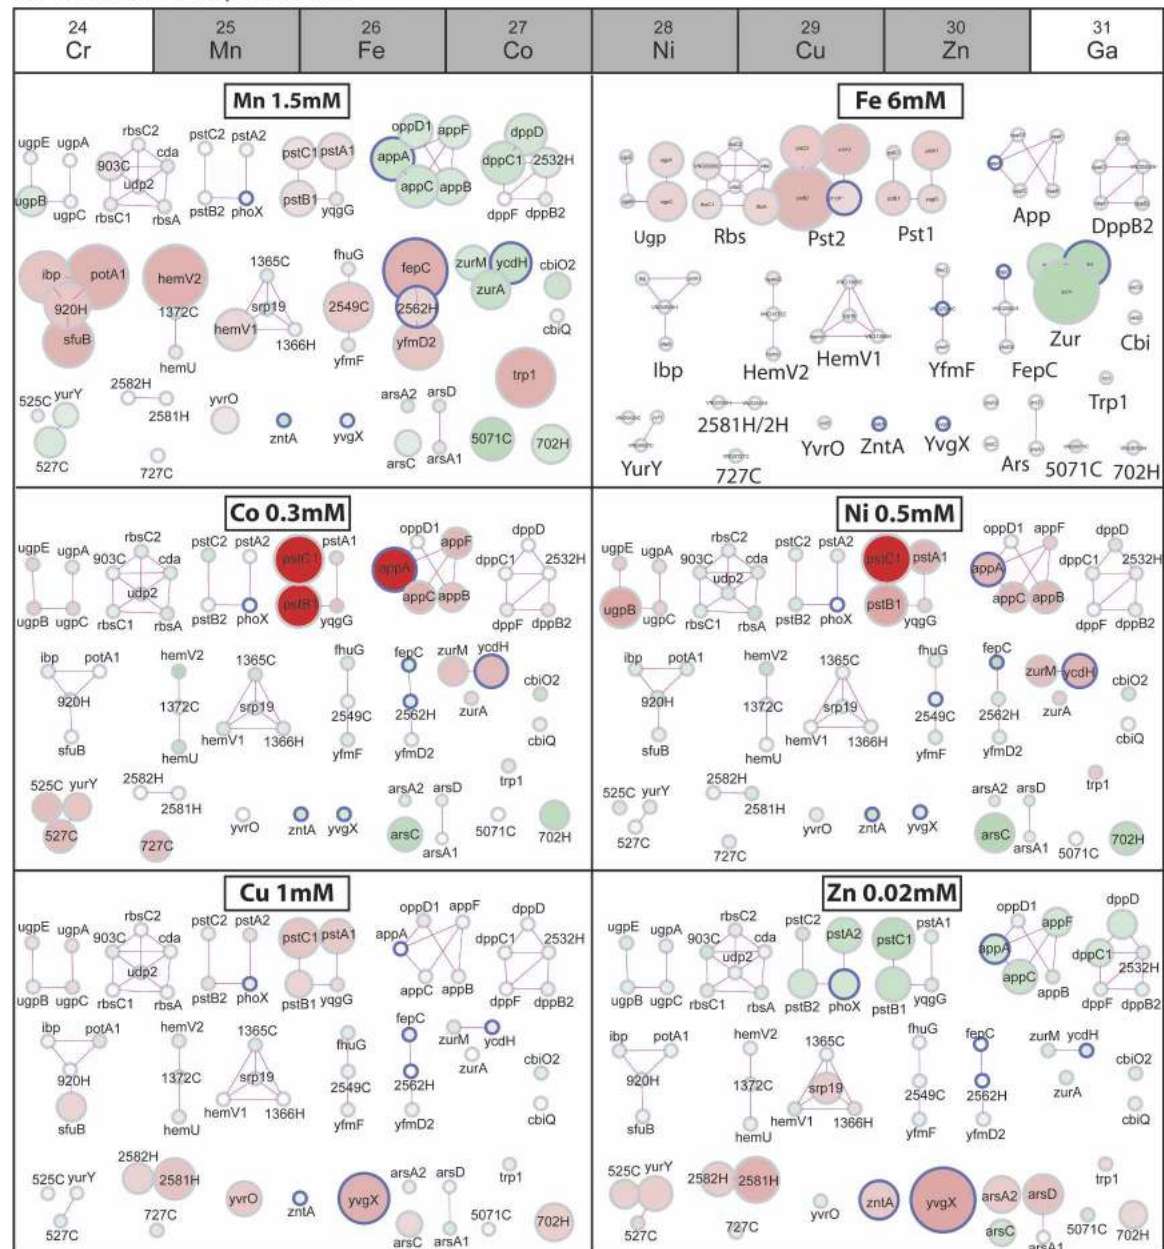 24 25 26 27 28 29 30 31
Cr Mn Fe Co Ni Cu Zn Ga
Mn 1.5mM
ugpE ugpA rbsC2 pstC2 pstA2 oppD1 appF dppD
903C cda pstC1 pstA1 appA dppC1 2532H
udp2
ugpB ugpC rbsC1 rbsA pstB2 phoX pstB1 yqgG appC appB dppF dppB2
ibp potA1 hemV2 1365C fhuG fepC zurM ycdH cbiO2
920H 1372C srp19 2549C 2562H zurA
sfuB hemU hemV1 1366H yfmF yfmD2 cbiQ
525C yurY 2582H 2581H yvrO arsA2 arsD trp1
527C 727C zntA yvgX arsC arsA1 5071C 702H
Fe 6mM
Ugp Rbs Pst2 Pst1 App DppB2
Ibp HemV2 HemV1 YfmF FepC Zur Cbi
Trp1
YurY 2581H/2H 727C YvrO ZntA YvgX Ars 5071C 702H
Co 0.3mM
ugpE ugpA rbsC2 pstC2 pstA2 pstA1 oppD1 appF dppD
903C cda pstC1 appA dppC1 2532H
udp2
ugpB ugpC rbsC1 rbsA pstB2 phoX pstB1 yqgG appC appB dppF dppB2
ibp potA1 hemV2 1365C fhuG fepC zurM ycdH cbiO2
920H 1372C srp19 2549C 2562H zurA
sfuB hemU hemV1 1366H yfmF yfmD2 cbiQ
525C yurY 2582H 2581H arsA2 arsD trp1
527C 727C yvrO zntA yvgX arsC arsA1 5071C 702H
Ni 0.5mM
ugpE ugpA rbsC2 pstC2 pstA2 oppD1 appF dppD
903C cda pstC1 pstA1 appA dppC1 2532H
udp2
ugpB ugpC rbsC1 rbsA pstB2 phoX pstB1 yqgG appC appB dppF dppB2
ibp potA1 hemV2 1365C fhuG fepC zurM ycdH cbiO2
920H 1372C srp19 2549C 2562H zurA
sfuB hemU hemV1 1366H yfmF yfmD2 cbiQ
525C yurY 2582H 2581H arsA2 arsD trp1
527C 727C yvrO zntA yvgX arsC arsA1 5071C 702H
Cu 1mM
ugpE ugpA rbsC2 pstC2 pstA2 oppD1 appF dppD
903C cda pstC1 pstA1 appA dppC1 2532H
udp2
ugpB ugpC rbsC1 rbsA pstB2 phoX pstB1 yqgG appC appB dppF dppB2
ibp potA1 hemV2 1365C fhuG fepC zurM ycdH cbiO2
920H 1372C srp19 2549C 2562H zurA
sfuB hemU hemV1 1366H yfmF yfmD2 cbiQ
525C yurY 2582H 2581H yvrO yvgX arsA2 arsD trp1
527C 727C zntA arsC arsA1 5071C 702H
Zn 0.02mM
ugpE ugpA rbsC2 pstC2 pstA2 pstA1 oppD1 appF dppD
903C cda pstC1 appA dppC1 2532H
udp2
ugpB ugpC rbsC1 rbsA pstB2 phoX pstB1 yqgG appC appB dppF dppB2
ibp potA1 hemV2 1365C fhuG fepC zurM ycdH cbiO2
920H 1372C srp19 2549C 2562H zurA
sfuB hemU hemV1 1366H yfmF yfmD2 cbiQ
525C yurY 2582H 2581H zntA yvgX arsA2 arsD trp1
527C 727C yvrO arsC arsA1 5071C 702H